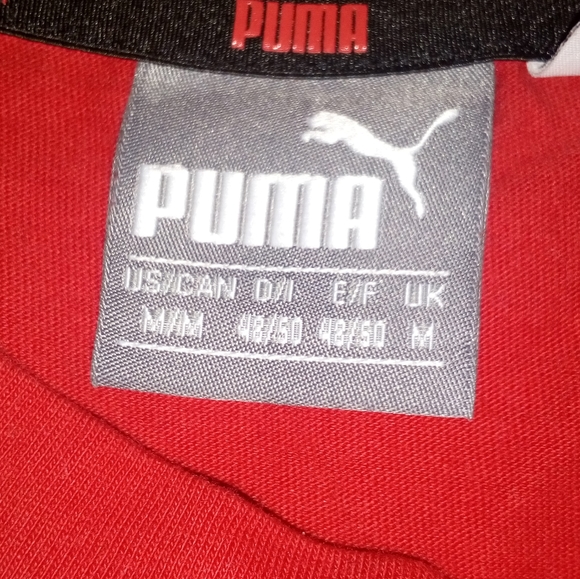 PUMA
PUMA
US/CAN D/I E/F UK
M/M 48/50 48/50 M